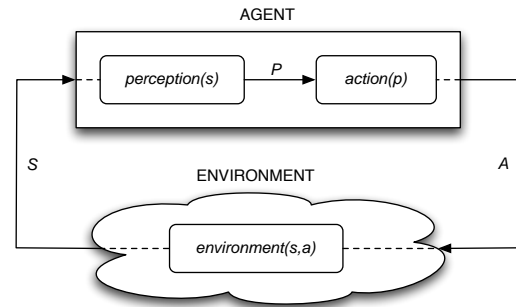 AGENT
perception(s)
P
action(p)
S
A
ENVIRONMENT
environment(s,a)